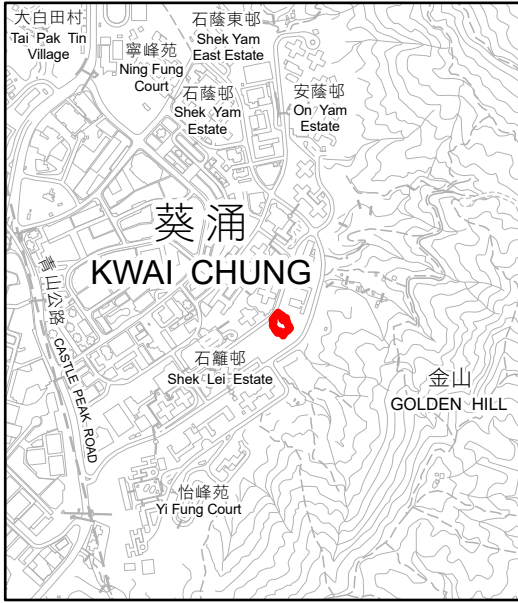 大白田村
Tai Pak Tin
Village
寧峰苑
Ning Fung
Court
石蔭東邨
Shek Yam
East Estate
石蔭邨
Shek Yam
Estate
安蔭邨
On Yam
Estate
葵涌
KWAI CHUNG
青山公路 CASTLE PEAK ROAD
石籬邨
Shek Lei Estate
金山
GOLDEN HILL
怡峰苑
Yi Fung Court